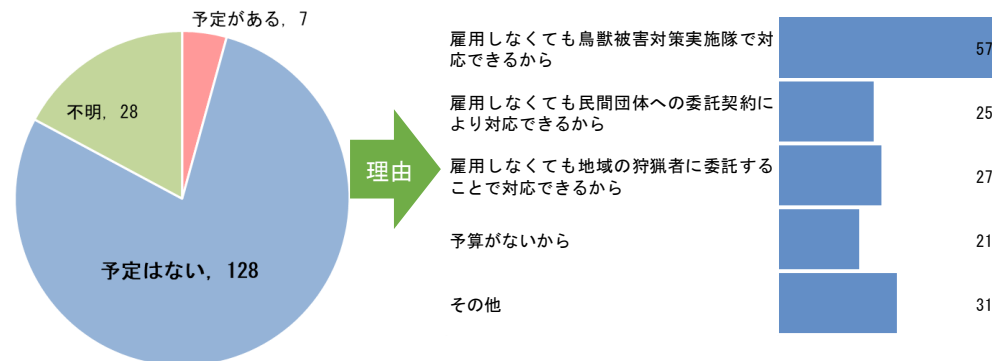 予定がある, 7
不明, 28
予定はない, 128
理由
雇用しなくても鳥獣被害対策実施隊で対
応できるから
57
雇用しなくても民間団体への委託契約に
より対応できるから
25
雇用しなくても地域の狩猟者に委託する
ことで対応できるから
27
予算がないから
21
その他
31